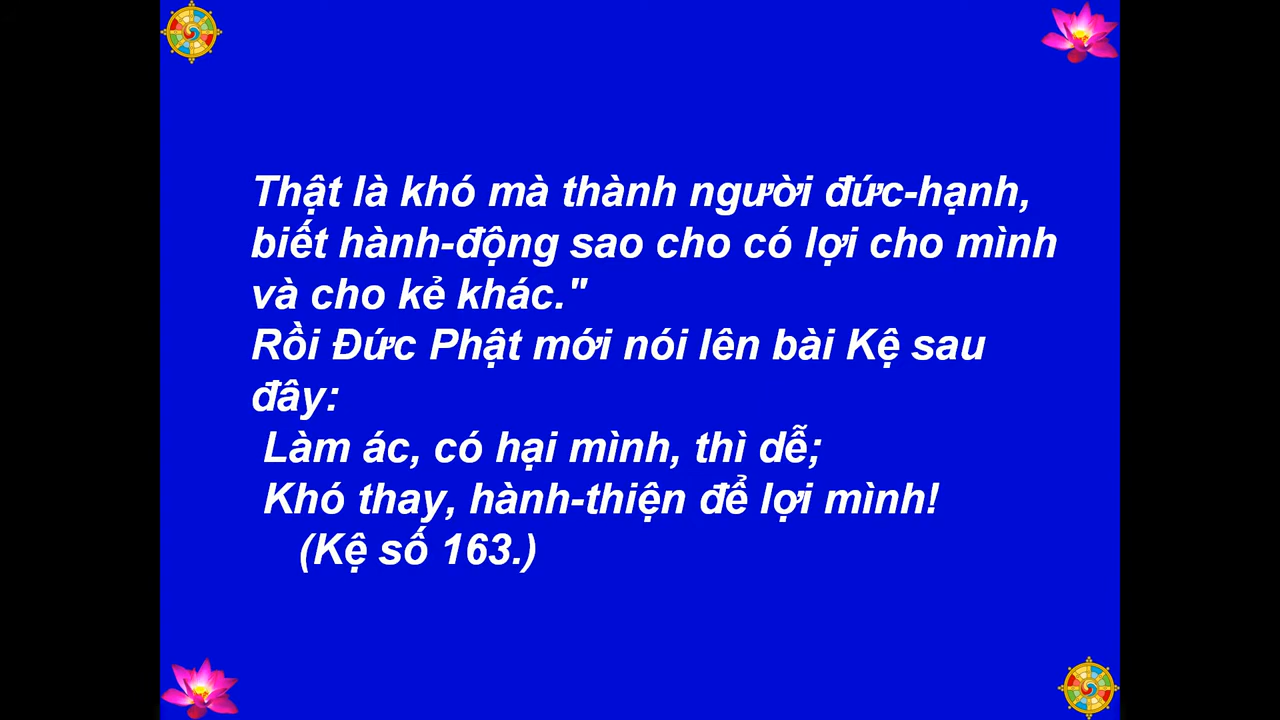 Thật là khó mà thành người đức-hạnh,
biết hành-động sao cho có lợi cho mình
và cho kẻ khác."
Rồi Đức Phật mới nói lên bài Kệ sau
đây:
Làm ác, có hại mình, thì dễ;
Khó thay, hành-thiện để lợi mình!
(Kệ số 163.)